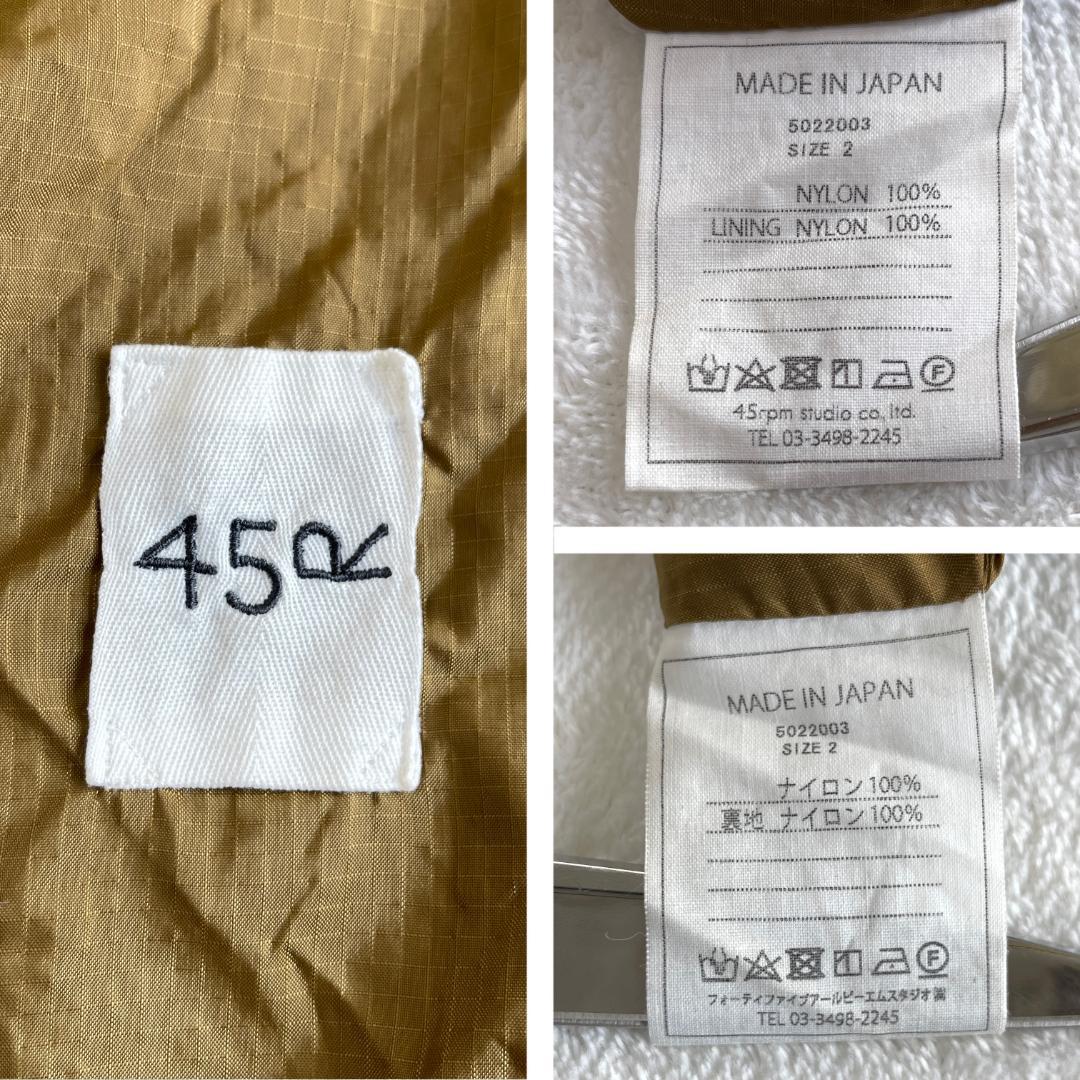 45R
MADE IN JAPAN
5022003
SIZE 2
NYLON 100%
LINING NYLON 100%
F
45rpm studio co., ltd.
TEL 03-3498-2245
MADE IN JAPAN
5022003
SIZE 2
ナイロン100%
裏地 ナイロン100%
F
フォーティファイブアールピーエムスタジオ㈱
TEL 03-3498-2245